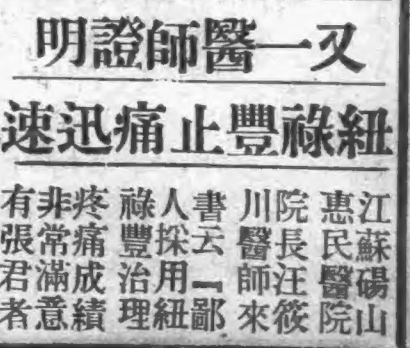 又一醫師證明
紐祿豐止痛迅速
江蘇碭山
惠民醫院
院長汪筱
川醫師來
書云「鄙
人採用紐
祿豐治理
疼痛成績
非常滿意
有張君者